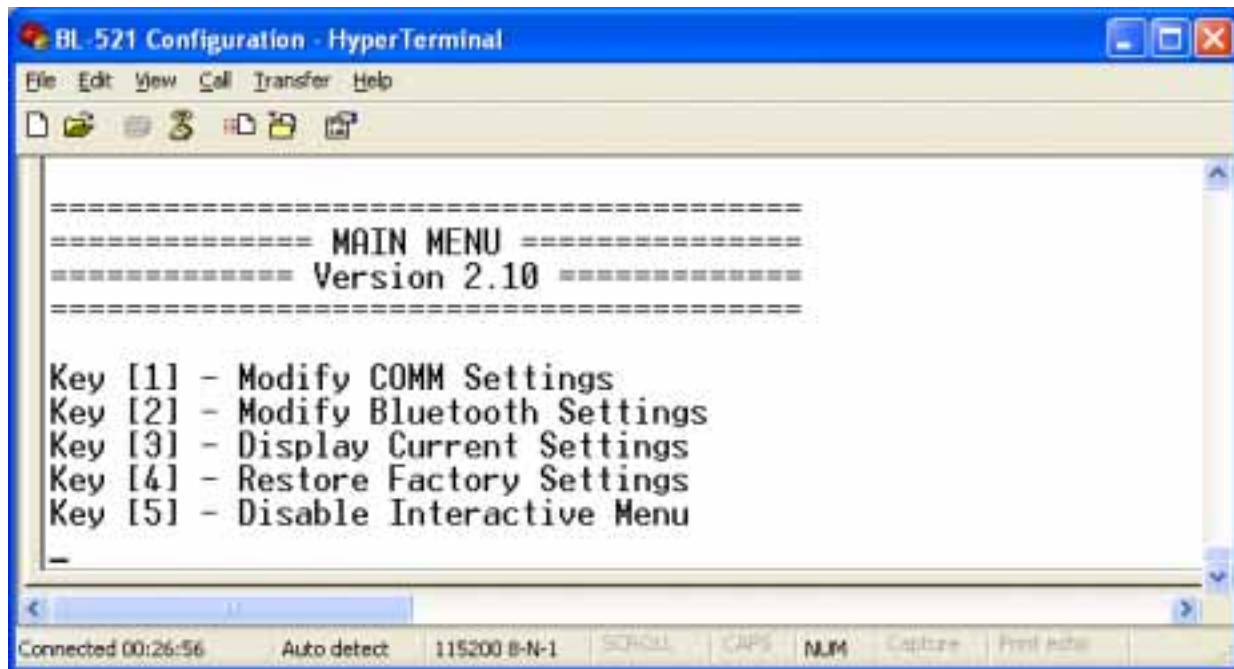 BL-521 Configuration - HyperTerminal
File Edit View Call Transfer Help
=========================================
============== MAIN MENU ===============
============= Version 2.10 =============
=========================================
Key [1] - Modify COMM Settings
Key [2] - Modify Bluetooth Settings
Key [3] - Display Current Settings
Key [4] - Restore Factory Settings
Key [5] - Disable Interactive Menu
_
Connected 00:26:56 Auto detect 115200 8-N-1 SCROLL CAPS NUM Capture Print echo